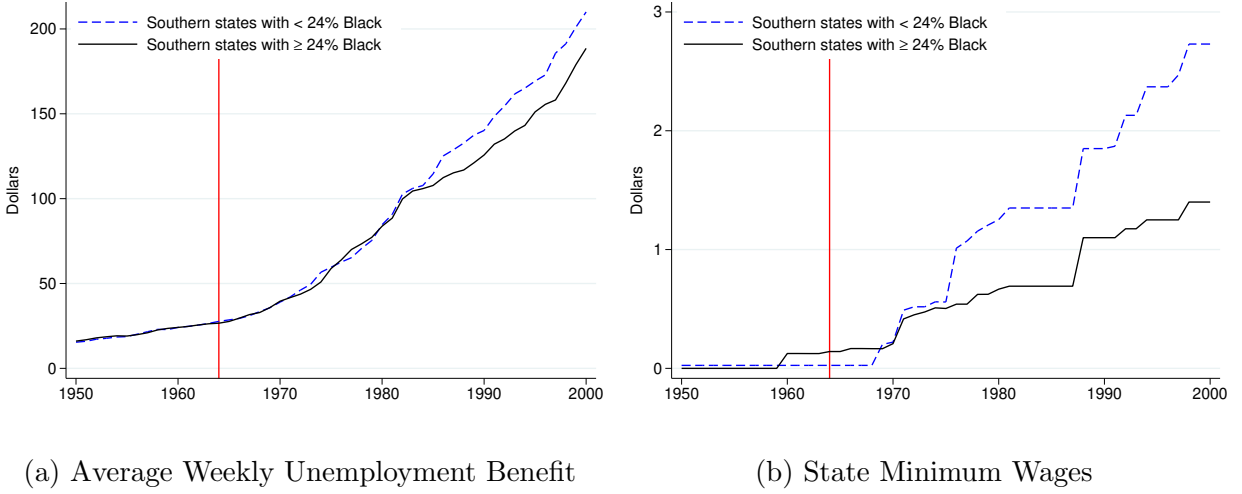 Southern states with < 24% Black
Southern states with ≥ 24% Black
200
150
100
50
0
Dollars
1950
1960
1970
1980
1990
2000
(a) Average Weekly Unemployment Benefit
Southern states with < 24% Black
Southern states with ≥ 24% Black
3
2
1
0
Dollars
1950
1960
1970
1980
1990
2000
(b) State Minimum Wages